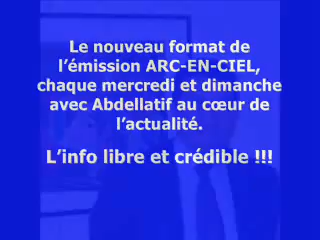 Le nouveau format de
l’émission ARC-EN-CIEL,
chaque mercredi et dimanche
avec Abdellatif au cœur de
l’actualité.
L’info libre et crédible !!!